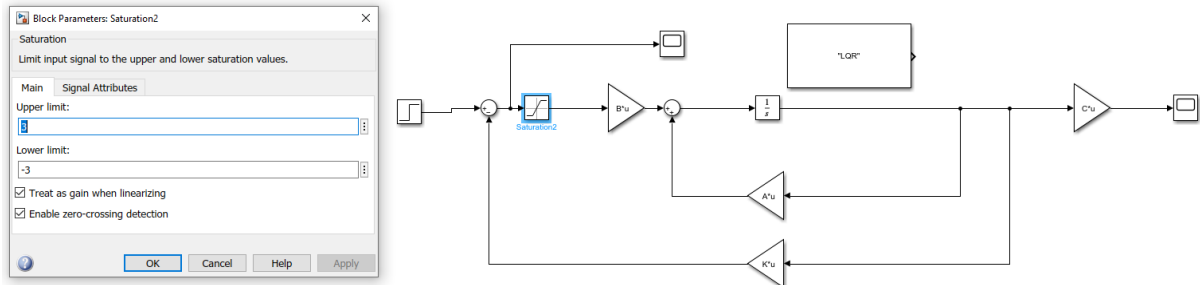 Block Parameters: Saturation2
Saturation
Limit input signal to the upper and lower saturation values.
Main Signal Attributes
Upper limit:
3
Lower limit:
-3
Treat as gain when linearizing
Enable zero-crossing detection
OK Cancel Help Apply
"LQR"
Saturation2
B*u
1
s
C*u
A*u
K*u